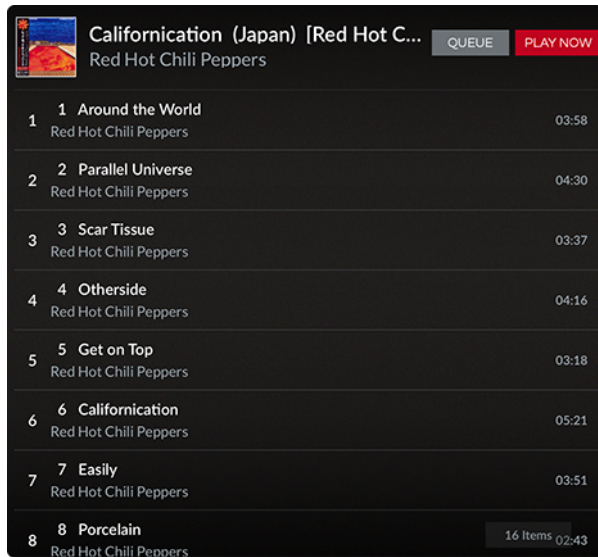 Californication (Japan) [Red Hot C...
Red Hot Chili Peppers
QUEUE
PLAY NOW
1 1 Around the World
Red Hot Chili Peppers
03:58
2 2 Parallel Universe
Red Hot Chili Peppers
04:30
3 3 Scar Tissue
Red Hot Chili Peppers
03:37
4 4 Otherside
Red Hot Chili Peppers
04:16
5 5 Get on Top
Red Hot Chili Peppers
03:18
6 6 Californication
Red Hot Chili Peppers
05:21
7 7 Easily
Red Hot Chili Peppers
03:51
8 8 Porcelain
Red Hot Chili Peppers
16 Items
02:43